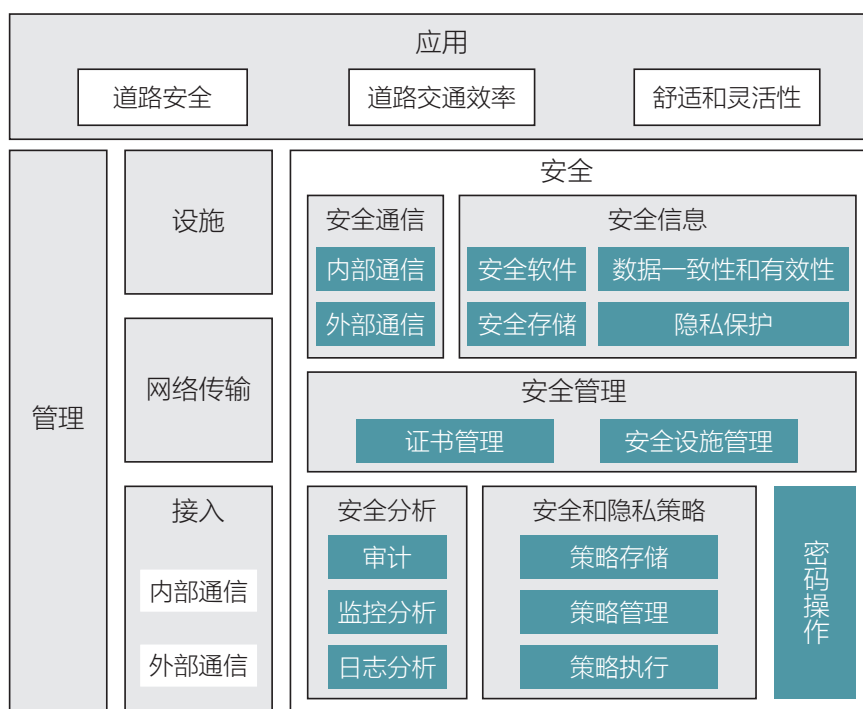 应用
道路安全
道路交通效率
舒适和灵活性
管理
设施
网络传输
接入
内部通信
外部通信
安全
安全通信
内部通信
外部通信
安全信息
安全软件
数据一致性和有效性
安全存储
隐私保护
安全管理
证书管理
安全设施管理
安全分析
审计
监控分析
日志分析
安全和隐私策略
策略存储
策略管理
策略执行
密码操作